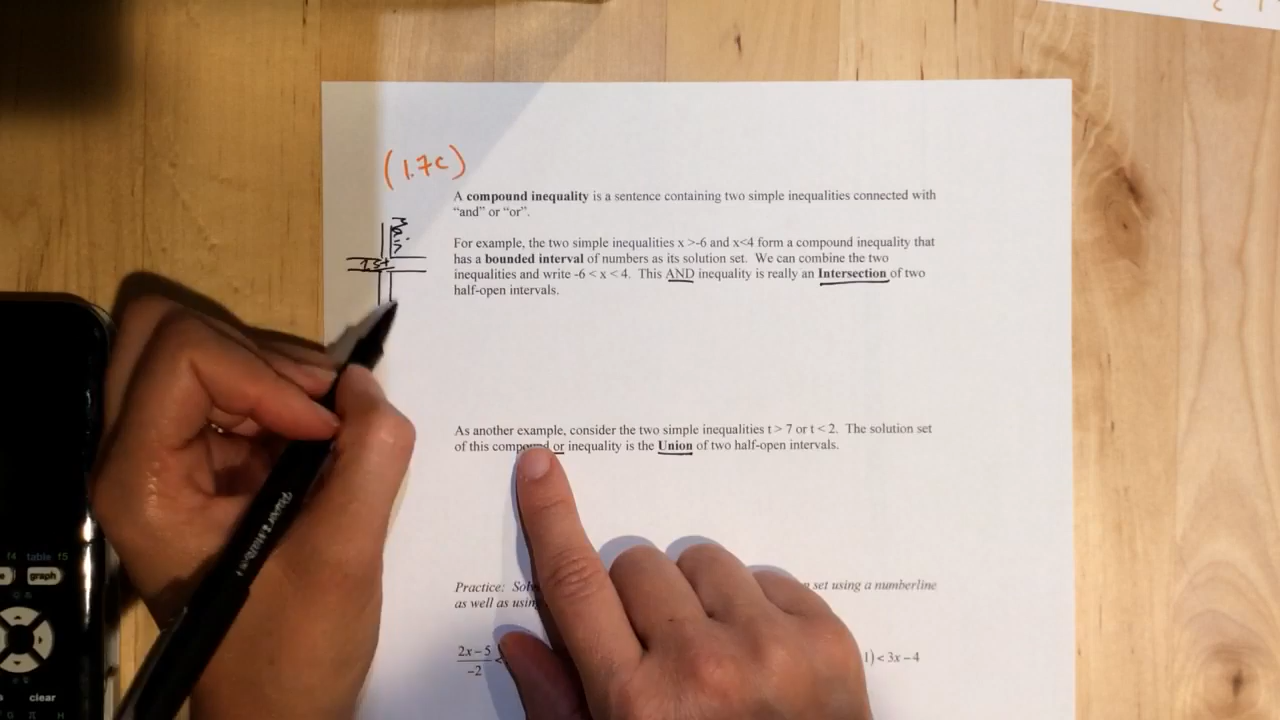 (1.7c)
A compound inequality is a sentence containing two simple inequalities connected with
“and” or “or”.
Main
1st
For example, the two simple inequalities x >-6 and x<4 form a compound inequality that
has a bounded interval of numbers as its solution set. We can combine the two
inequalities and write -6 < x < 4. This AND inequality is really an Intersection of two
half-open intervals.
As another example, consider the two simple inequalities t > 7 or t < 2. The solution set
of this compound or inequality is the Union of two half-open intervals.
Practice: set using a numberline
as well as using
2x – 5
-2
1) < 3x – 4
f4 table f5
graph
clear
Paper Mate